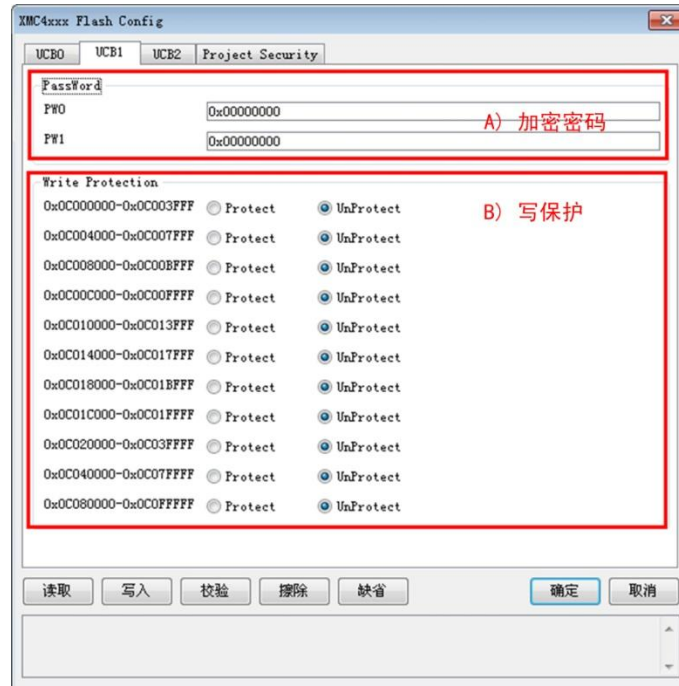 XMC4xxx Flash Config
UCB0 UCB1 UCB2 Project Security
PassWord
PW0 0x00000000
PW1 0x00000000
A) 加密密码
Write Protection
B) 写保护
0x0C000000-0x0C003FFF Protect UnProtect
0x0C004000-0x0C007FFF Protect UnProtect
0x0C008000-0x0C00BFFF Protect UnProtect
0x0C00C000-0x0C00FFFF Protect UnProtect
0x0C010000-0x0C013FFF Protect UnProtect
0x0C014000-0x0C017FFF Protect UnProtect
0x0C018000-0x0C01BFFF Protect UnProtect
0x0C01C000-0x0C01FFFF Protect UnProtect
0x0C020000-0x0C03FFFF Protect UnProtect
0x0C040000-0x0C07FFFF Protect UnProtect
0x0C080000-0x0C0FFFFF Protect UnProtect
读取 写入 校验 擦除 缺省 确定 取消